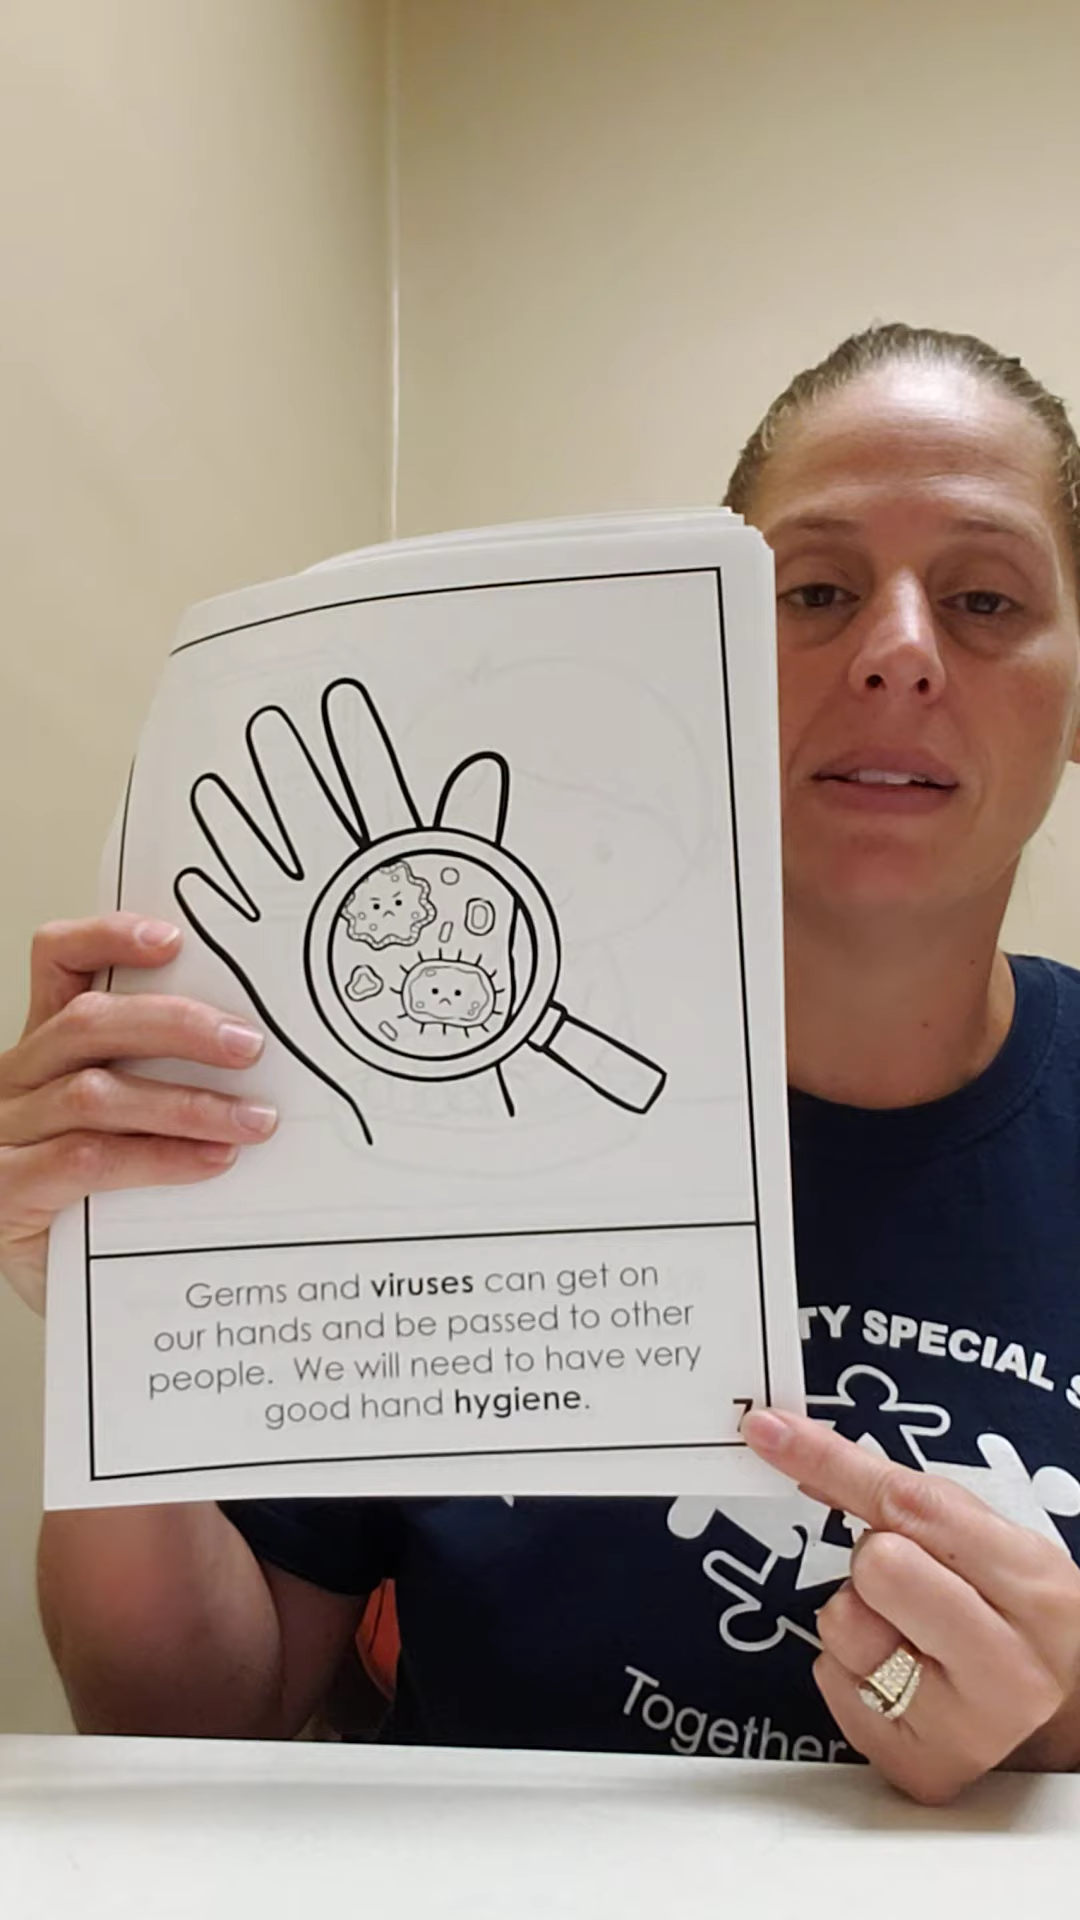 Germs and viruses can get on
our hands and be passed to other
people. We will need to have very
good hand hygiene.
7
TY SPECIAL S
Together